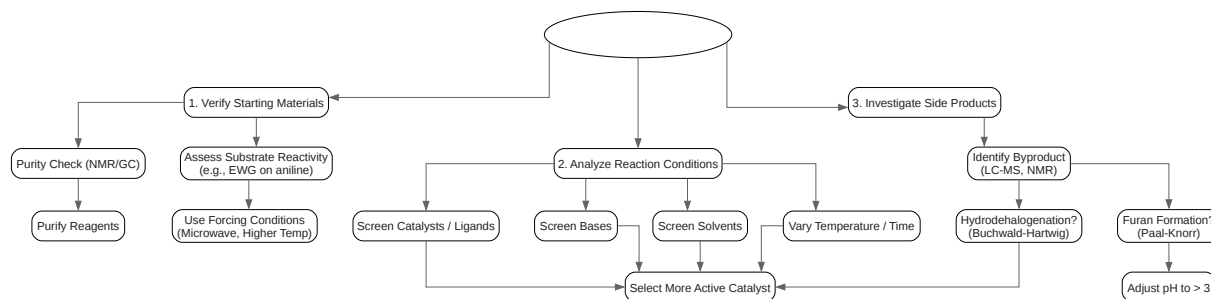 1. Verify Starting Materials
3. Investigate Side Products
Purity Check (NMR/GC)
Assess Substrate Reactivity
(e.g., EWG on aniline)
2. Analyze Reaction Conditions
Identify Byproduct
(LC-MS, NMR)
Purify Reagents
Use Forcing Conditions
(Microwave, Higher Temp)
Screen Catalysts / Ligands
Screen Bases
Screen Solvents
Vary Temperature / Time
Hydrodehalogenation?
(Buchwald-Hartwig)
Furan Formation?
(Paal-Knorr)
Select More Active Catalyst
Adjust pH to > 3